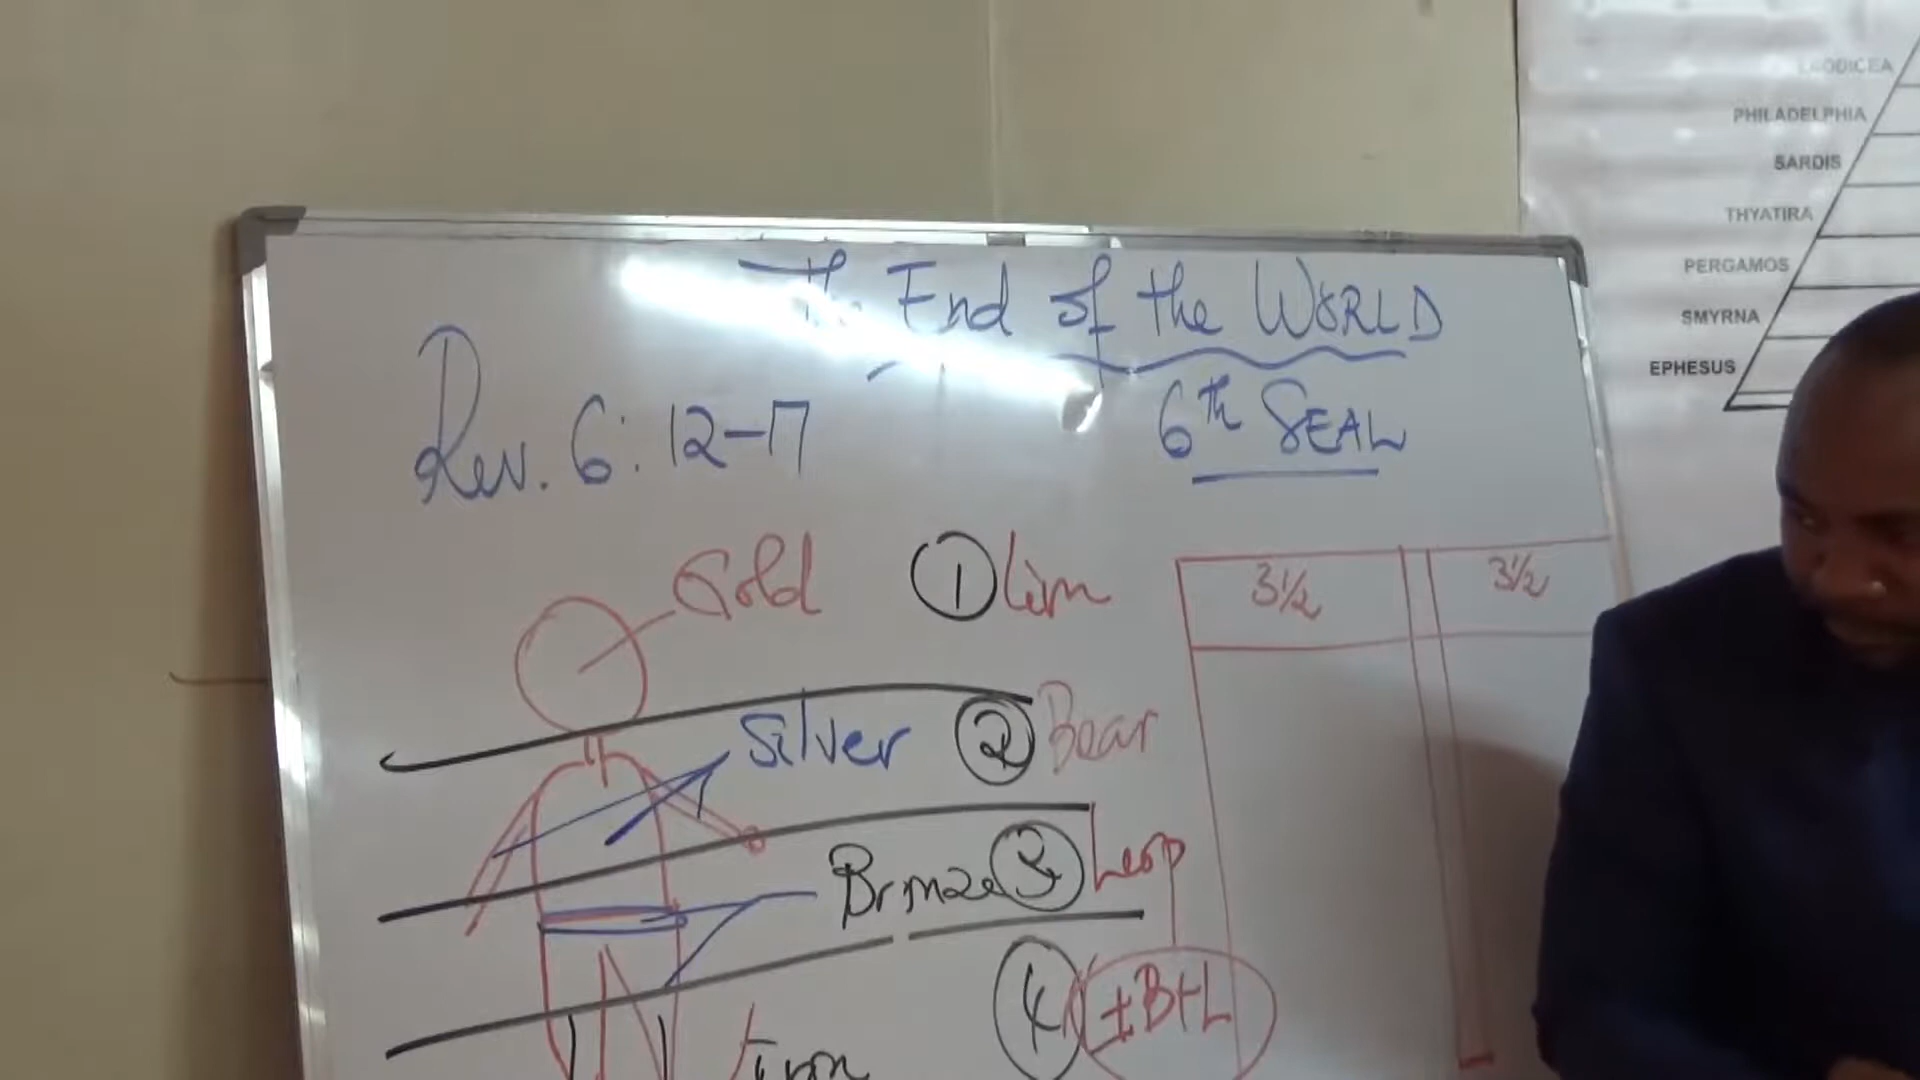 The End of the WORLD
Rev. 6:12-17
6th SEAL
Gold ① Lion
3½ 3½
Silver ② Bear
Bronze ③ Leop
④ ±B+L
Iron
LAODICEA
PHILADELPHIA
SARDIS
THYATIRA
PERGAMOS
SMYRNA
EPHESUS